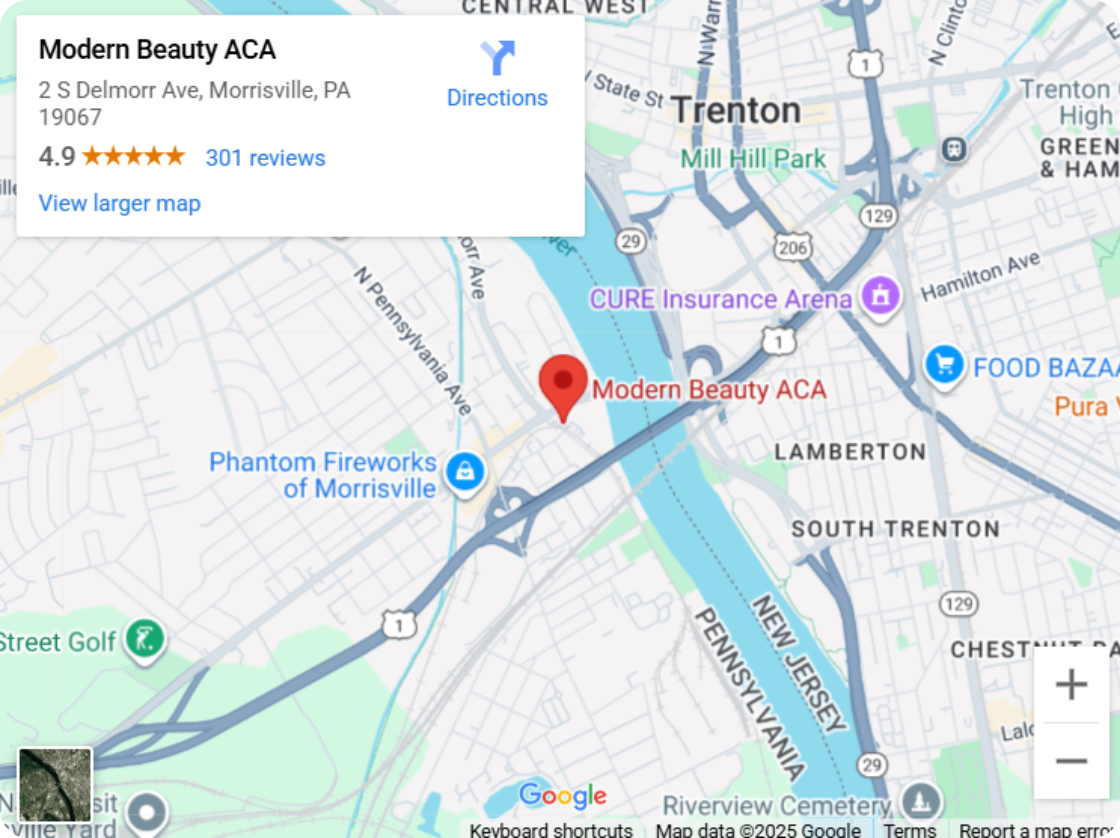 CENTRAL WEST
Modern Beauty ACA
2 S Delmorr Ave, Morrisville, PA
19067
4.9
301 reviews
View larger map
Directions
N Warr
N Clinto
1
State St
Trenton
Trenton
High
Mill Hill Park
GREEN
& HAM
129
29
206
orr Ave
N Pennsylvania Ave
CURE Insurance Arena
Hamilton Ave
1
FOOD BAZAA
Modern Beauty ACA
Pura V
LAMBERTON
Phantom Fireworks
of Morrisville
SOUTH TRENTON
1
129
Street Golf
NEW JERSEY
PENNSYLVANIA
CHESTNUT PA
+
−
29
Google
Riverview Cemetery
ville Yard
Keyboard shortcuts
Map data ©2025 Google
Terms
Report a map erro